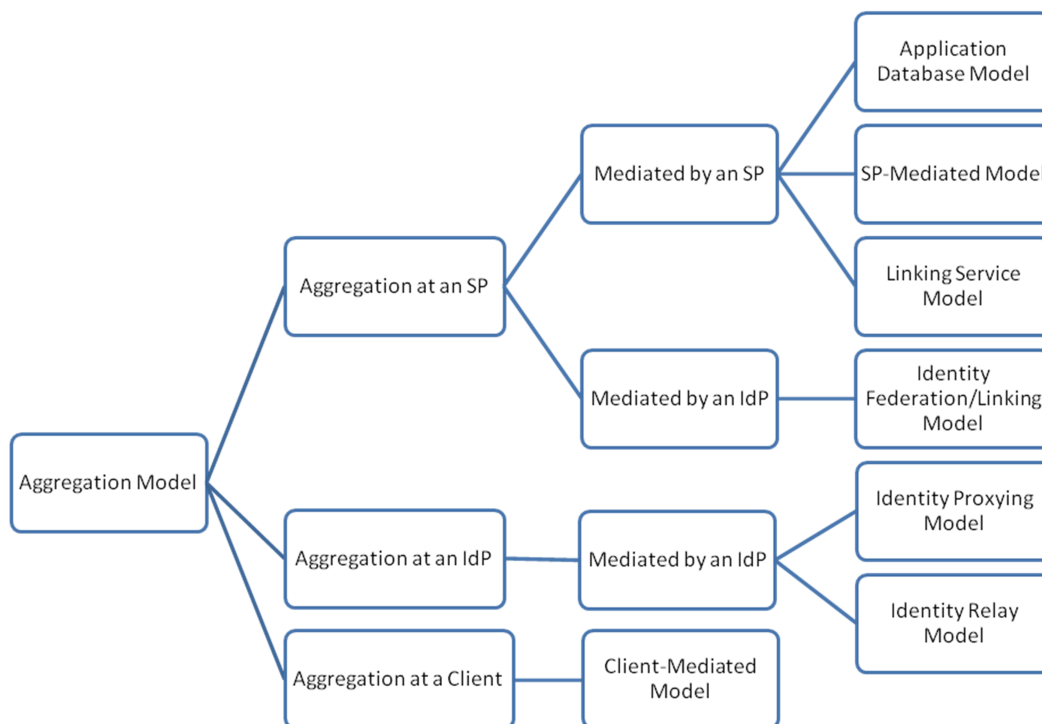 Application
Database Model
Mediated by an SP
SP-Mediated Model
Aggregation at an SP
Linking Service
Model
Mediated by an IdP
Identity
Federation/Linking
Model
Aggregation Model
Identity Proxying
Model
Aggregation at an IdP
Mediated by an IdP
Identity Relay
Model
Aggregation at a Client
Client-Mediated
Model